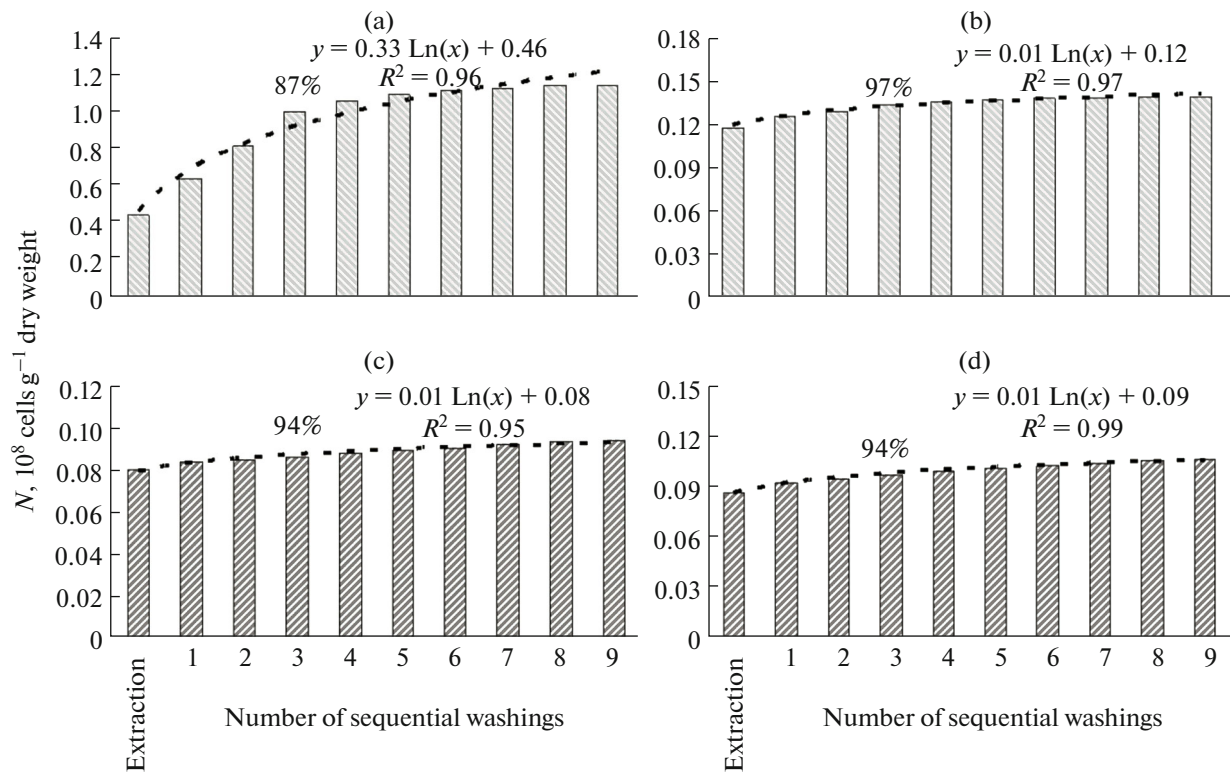 (a)
y = 0.33 Ln(x) + 0.46
R² = 0.96
87%
1.4
1.2
1.0
0.8
0.6
0.4
0.2
0
(b)
y = 0.01 Ln(x) + 0.12
R² = 0.97
97%
0.18
0.15
0.12
0.09
0.06
0.03
0
N, 10⁸ cells g⁻¹ dry weight
(c)
y = 0.01 Ln(x) + 0.08
R² = 0.95
94%
0.12
0.10
0.08
0.06
0.04
0.02
0
Extraction 1 2 3 4 5 6 7 8 9
Number of sequential washings
(d)
y = 0.01 Ln(x) + 0.09
R² = 0.99
94%
0.15
0.12
0.09
0.06
0.03
0
Extraction 1 2 3 4 5 6 7 8 9
Number of sequential washings